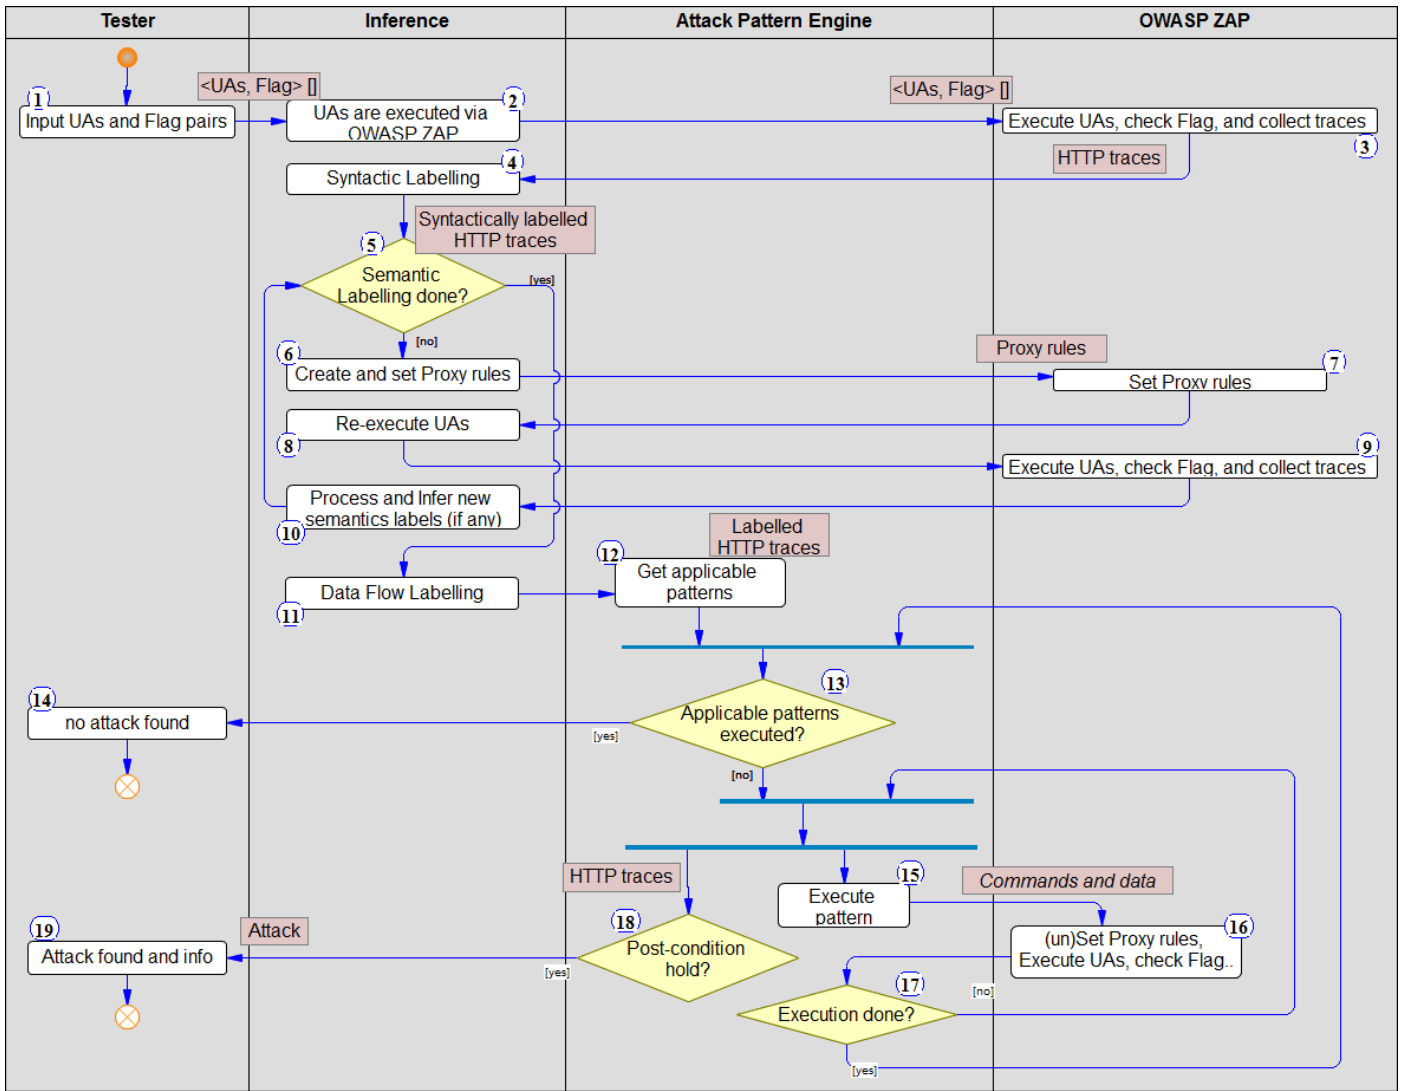 Tester
Inference
Attack Pattern Engine
OWASP ZAP
<UAs, Flag> []
<UAs, Flag> []
1
Input UAs and Flag pairs
2
UAs are executed via
OWASP ZAP
Execute UAs, check Flag, and collect traces
3
HTTP traces
4
Syntactic Labelling
Syntactically labelled
HTTP traces
5
Semantic
Labelling done?
[yes]
[no]
6
Create and set Proxy rules
Proxy rules
7
Set Proxy rules
Re-execute UAs
8
9
Execute UAs, check Flag, and collect traces
Process and Infer new
semantics labels (if any)
10
Labelled
HTTP traces
12
Get applicable
patterns
Data Flow Labelling
11
13
Applicable patterns
executed?
[yes]
[no]
14
no attack found
HTTP traces
15
Execute
pattern
Commands and data
16
(un)Set Proxy rules,
Execute UAs, check Flag..
18
Post-condition
hold?
[yes]
Attack
19
Attack found and info
17
Execution done?
[no]
[yes]